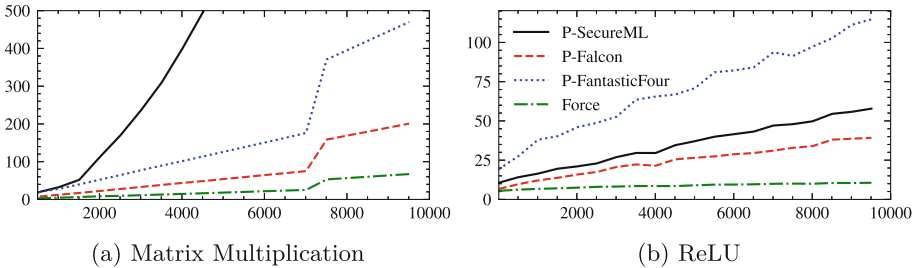 500
400
300
200
100
0
2000 4000 6000 8000 10000
(a) Matrix Multiplication
100
75
50
25
0
P-SecureML
P-Falcon
P-FantasticFour
Force
2000 4000 6000 8000 10000
(b) ReLU